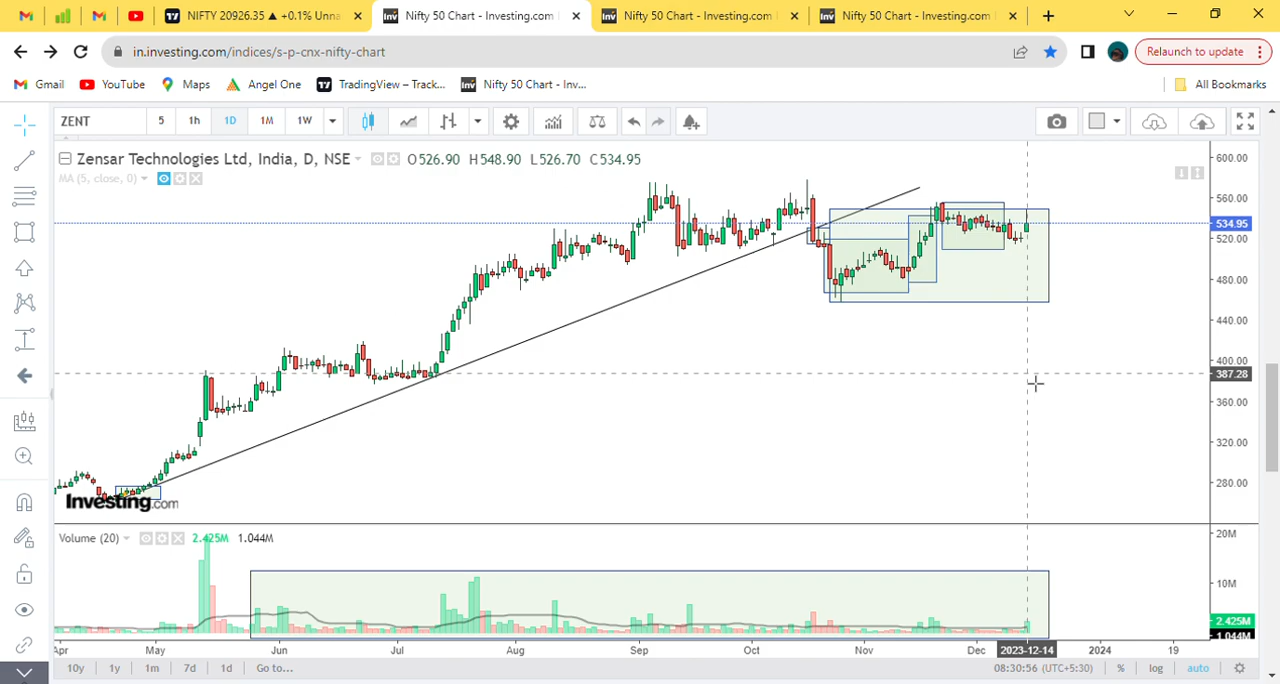 NIFTY 20926.35 ▲ +0.1% Unna
Nifty 50 Chart - Investing.com
Nifty 50 Chart - Investing.com I
Nifty 50 Chart - Investing.com I
in.investing.com/indices/s-p-cnx-nifty-chart
Relaunch to update
Gmail
YouTube
Maps
Angel One
TradingView – Track...
Nifty 50 Chart - Inv...
All Bookmarks
ZENT
5
1h
1D
1M
1W
Zensar Technologies Ltd, India, D, NSE
O526.90 H548.90 L526.70 C534.95
MA (5, close, 0)
600.00
560.00
534.95
520.00
480.00
440.00
400.00
387.28
360.00
320.00
280.00
Investing.com
Volume (20)
2.425M
1.044M
20M
10M
2.425M
1.044M
Apr
May
Jun
Jul
Aug
Sep
Oct
Nov
Dec
2023-12-14
2024
19
10y
1y
1m
7d
1d
Go to...
08:30:56 (UTC+5:30)
%
log
auto